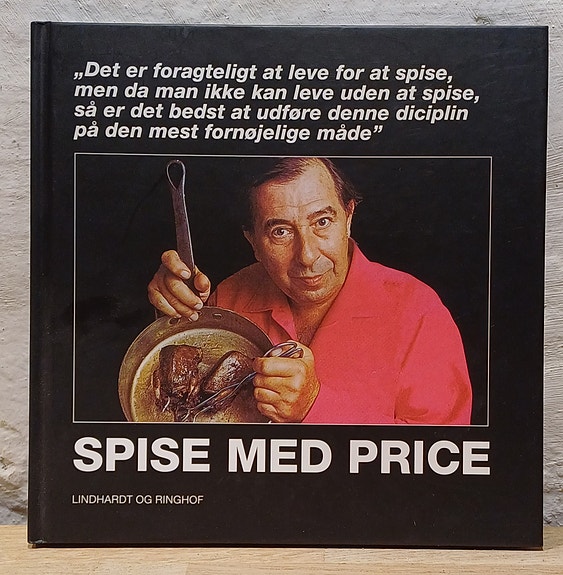 „Det er foragteligt at leve for at spise,
men da man ikke kan leve uden at spise,
så er det bedst at udføre denne diciplin
på den mest fornøjelige måde”
SPISE MED PRICE
LINDHARDT OG RINGHOF